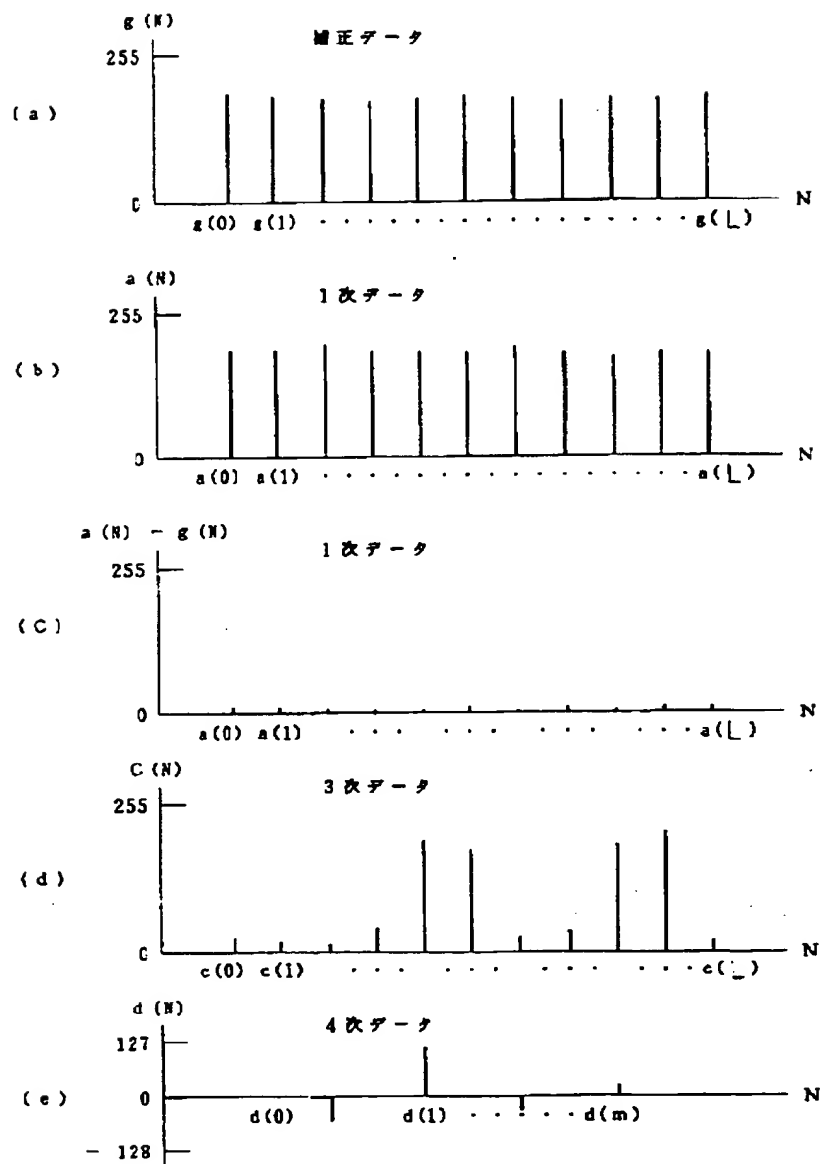 g (N)
補正データ
255
(a)
0
N
g(0) g(1) · · · · · · · · · · · · · · · · g(L)
a (N)
1次データ
255
(b)
0
N
a(0) a(1) · · · · · · · · · · · · · · · · a(L)
a (N) - g (N)
1次データ
255
(C)
0
N
a(0) a(1) · · · · · · · · · · · · a(L)
C (N)
3次データ
255
(d)
0
N
c(0) c(1) · · · · · · · · · · · · c(L)
d (N)
4次データ
127
(e)
0
N
d(0) d(1) · · · · · d(m)
- 128